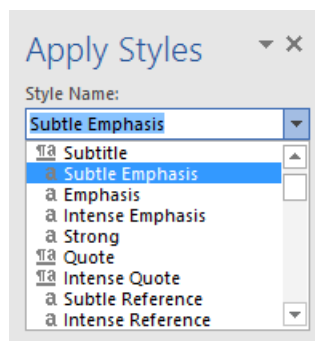 Apply Styles
Style Name:
Subtle Emphasis
¶a Subtitle
a Subtle Emphasis
a Emphasis
a Intense Emphasis
a Strong
¶a Quote
¶a Intense Quote
a Subtle Reference
a Intense Reference